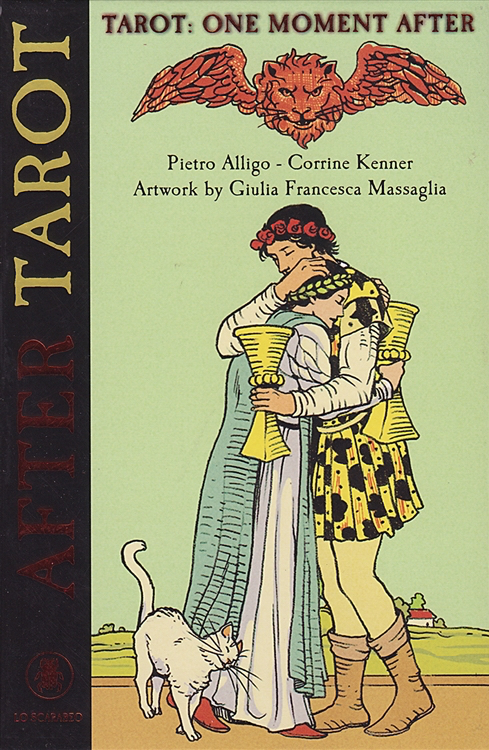 TAROT: ONE MOMENT AFTER
Pietro Alligo - Corrine Kenner
Artwork by Giulia Francesca Massaglia
AFTER TAROT
LO SCARABEO